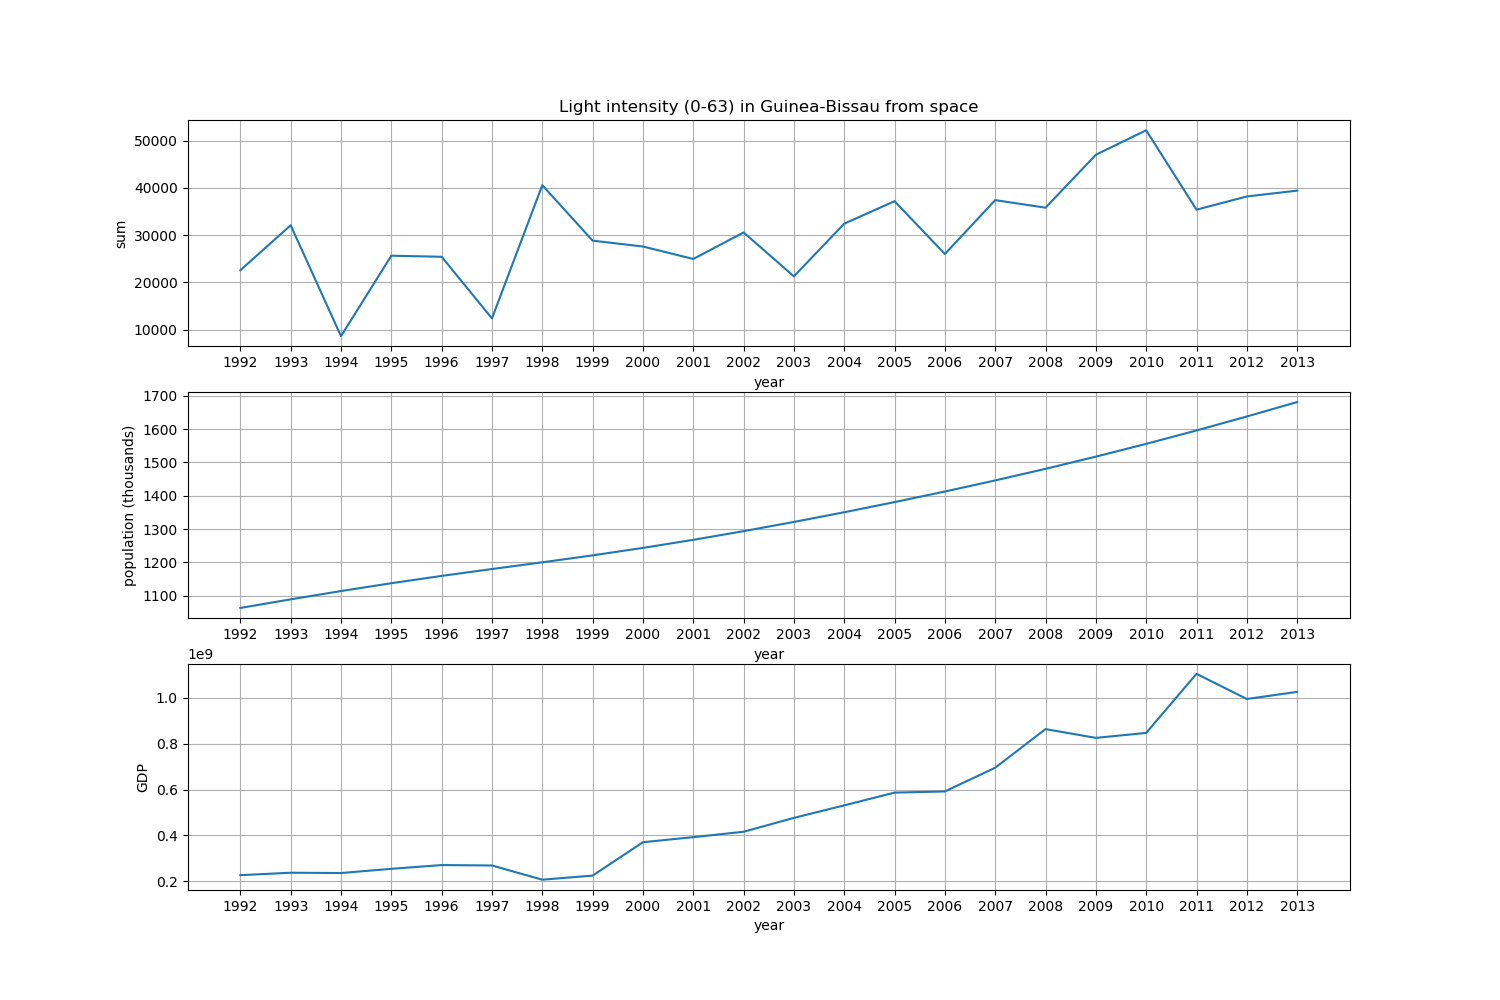 Light intensity (0-63) in Guinea-Bissau from space
50000
40000
30000
20000
10000
sum
1992 1993 1994 1995 1996 1997 1998 1999 2000 2001 2002 2003 2004 2005 2006 2007 2008 2009 2010 2011 2012 2013
year
1700
1600
1500
1400
1300
1200
1100
population (thousands)
1992 1993 1994 1995 1996 1997 1998 1999 2000 2001 2002 2003 2004 2005 2006 2007 2008 2009 2010 2011 2012 2013
year
1e9
1.0
0.8
0.6
0.4
0.2
GDP
1992 1993 1994 1995 1996 1997 1998 1999 2000 2001 2002 2003 2004 2005 2006 2007 2008 2009 2010 2011 2012 2013
year